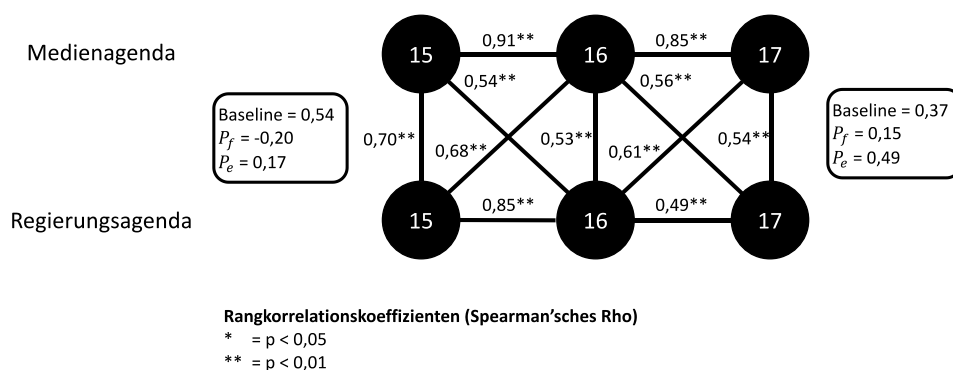 Medienagenda
15
0,91**
16
0,85**
17
0,54**
0,56**
Baseline = 0,54
P_f = -0,20
P_e = 0,17
0,70**
0,68**
0,53**
0,61**
0,54**
Baseline = 0,37
P_f = 0,15
P_e = 0,49
Regierungsagenda
15
0,85**
16
0,49**
17
Rangkorrelationskoeffizienten (Spearman’sches Rho)
* = p < 0,05
** = p < 0,01